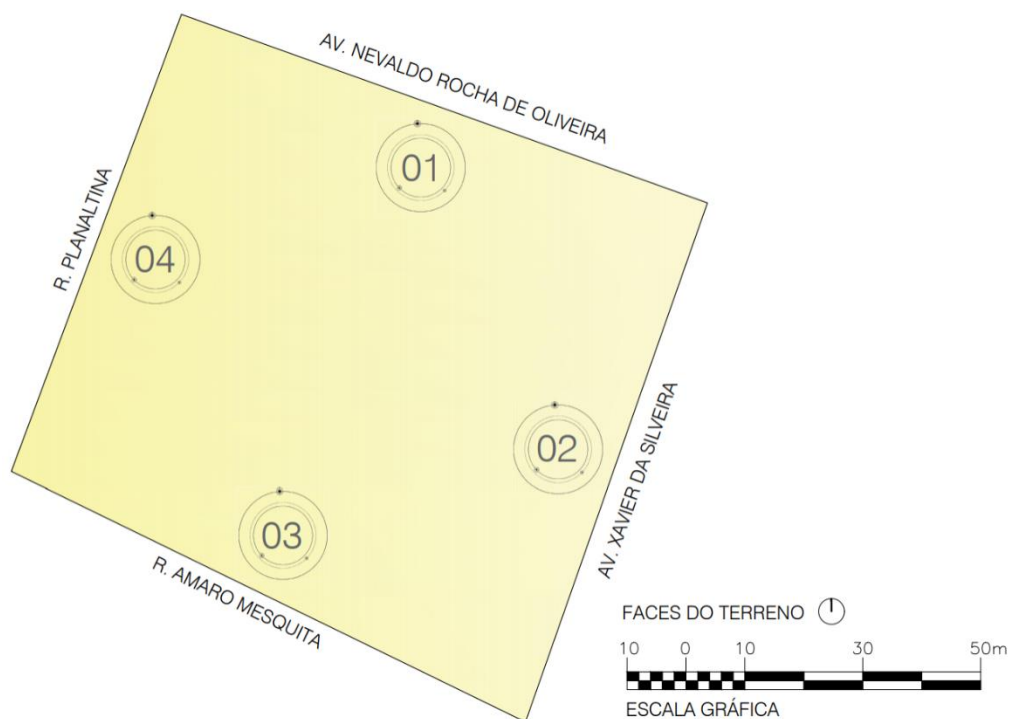 AV. NEVALDO ROCHA DE OLIVEIRA
01
R. PLANALTINA
04
02
AV. XAVIER DA SILVEIRA
03
R. AMARO MESQUITA
FACES DO TERRENO
10 0 10 30 50m
ESCALA GRÁFICA